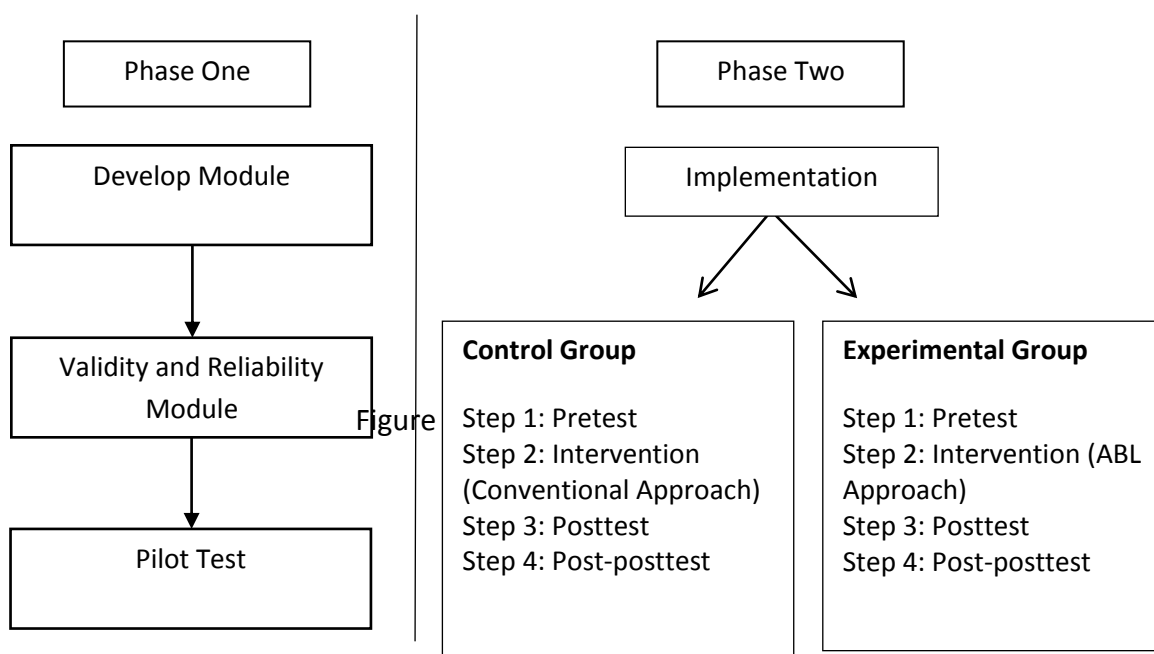 Phase One
Develop Module
Validity and Reliability
Module
Pilot Test
Figure
Phase Two
Implementation
Control Group
Step 1: Pretest
Step 2: Intervention
(Conventional Approach)
Step 3: Posttest
Step 4: Post-posttest
Experimental Group
Step 1: Pretest
Step 2: Intervention (ABL
Approach)
Step 3: Posttest
Step 4: Post-posttest